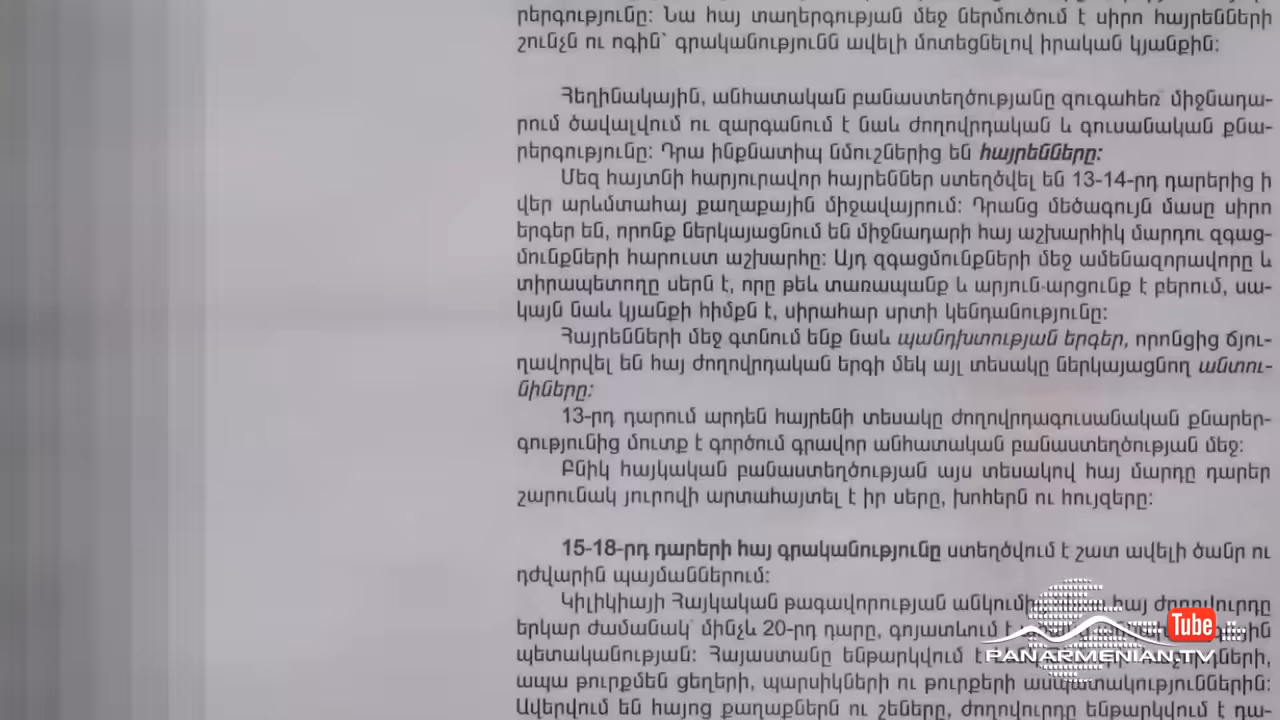 րերգությունը: Նա հայ տաղերգության մեջ ներմուծում է սիրո հայրենների
շունչն ու ոգին՝ գրականությունն ավելի մոտեցնելով իրական կյանքին:
Հեղինակային, անհատական բանաստեղծությանը զուգահեռ՝ միջնադա-
րում ծավալվում ու զարգանում է նաև ժողովրդական և գուսանական քնա-
րերգությունը: Դրա ինքնատիպ նմուշներից են հայրենները:
Մեզ հայտնի հարյուրավոր հայրեններ ստեղծվել են 13-14-րդ դարերից ի
վեր արևմտահայ քաղաքային միջավայրում: Դրանց մեծագույն մասը սիրո
երգեր են, որոնք ներկայացնում են միջնադարի հայ աշխարհիկ մարդու զգաց-
մունքների հարուստ աշխարհը: Այդ զգացմունքների մեջ ամենազորավորը և
տիրապետողը սերն է, որը թեև տառապանք և արյուն-արցունք է բերում, սա-
կայն նաև կյանքի հիմքն է, սիրահար սրտի կենդանությունը:
Հայրենների մեջ գտնում ենք նաև պանդխտության երգեր, որոնցից ճյու-
ղավորվել են հայ ժողովրդական երգի մեկ այլ տեսակը ներկայացնող անտու-
նիները:
13-րդ դարում արդեն հայրենի տեսակը ժողովրդագուսանական քնարեր-
գությունից մուտք է գործում գրավոր անհատական բանաստեղծության մեջ:
Բնիկ հայկական բանաստեղծության այս տեսակով հայ մարդը դարեր
շարունակ յուրովի արտահայտել է իր սերը, խոհերն ու հույզերը:
15-18-րդ դարերի հայ գրականությունը ստեղծվում է շատ ավելի ծանր ու
դժվարին պայմաններում:
Կիլիկիայի Հայկական թագավորության անկումից հայ ժողովուրդը
երկար ժամանակ՝ մինչև 20-րդ դարը, գոյատևում է
պետականության: Հայաստանը ենթարկվում է
ապա թուրքմեն ցեղերի, պարսիկների ու թուրքերի ասպատակություններին:
Ավերվում են հայոց քաղաքներն ու շեները, ժողովուրդը ենթարկվում է դա-
Tube
PANARMENIAN.TV